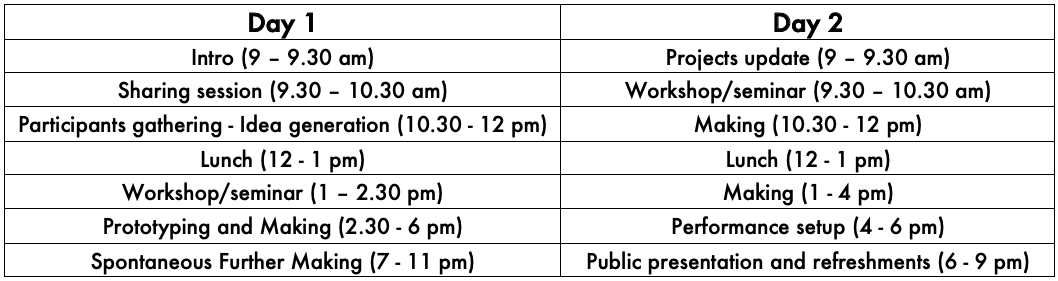 Day 1 Day 2
Intro (9 – 9.30 am) Projects update (9 – 9.30 am)
Sharing session (9.30 – 10.30 am) Workshop/seminar (9.30 – 10.30 am)
Participants gathering - Idea generation (10.30 - 12 pm) Making (10.30 - 12 pm)
Lunch (12 - 1 pm) Lunch (12 - 1 pm)
Workshop/seminar (1 – 2.30 pm) Making (1 - 4 pm)
Prototyping and Making (2.30 - 6 pm) Performance setup (4 - 6 pm)
Spontaneous Further Making (7 - 11 pm) Public presentation and refreshments (6 - 9 pm)